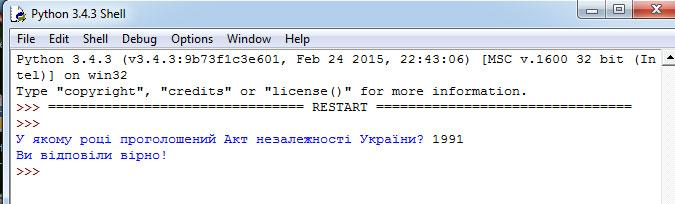 Python 3.4.3 Shell
File Edit Shell Debug Options Window Help
Python 3.4.3 (v3.4.3:9b73f1c3e601, Feb 24 2015, 22:43:06) [MSC v.1600 32 bit (In
tel)] on win32
Type "copyright", "credits" or "license()" for more information.
>>> ================================ RESTART ================================
>>>
У якому році проголошений Акт незалежності України? 1991
Ви відповіли вірно!
>>>